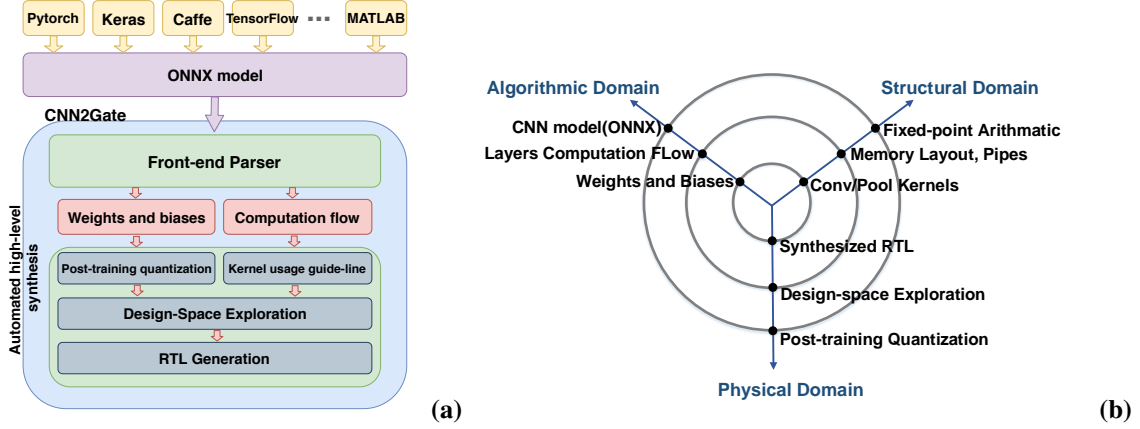 Pytorch
Keras
Caffe
TensorFlow
...
MATLAB
ONNX model
CNN2Gate
Front-end Parser
Weights and biases
Computation flow
Post-training quantization
Kernel usage guide-line
Design-Space Exploration
RTL Generation
Automated high-level
synthesis
(a)
Algorithmic Domain
Structural Domain
CNN model(ONNX)
Fixed-point Arithmatic
Layers Computation FLow
Memory Layout, Pipes
Weights and Biases
Conv/Pool Kernels
Synthesized RTL
Design-space Exploration
Post-training Quantization
Physical Domain
(b)